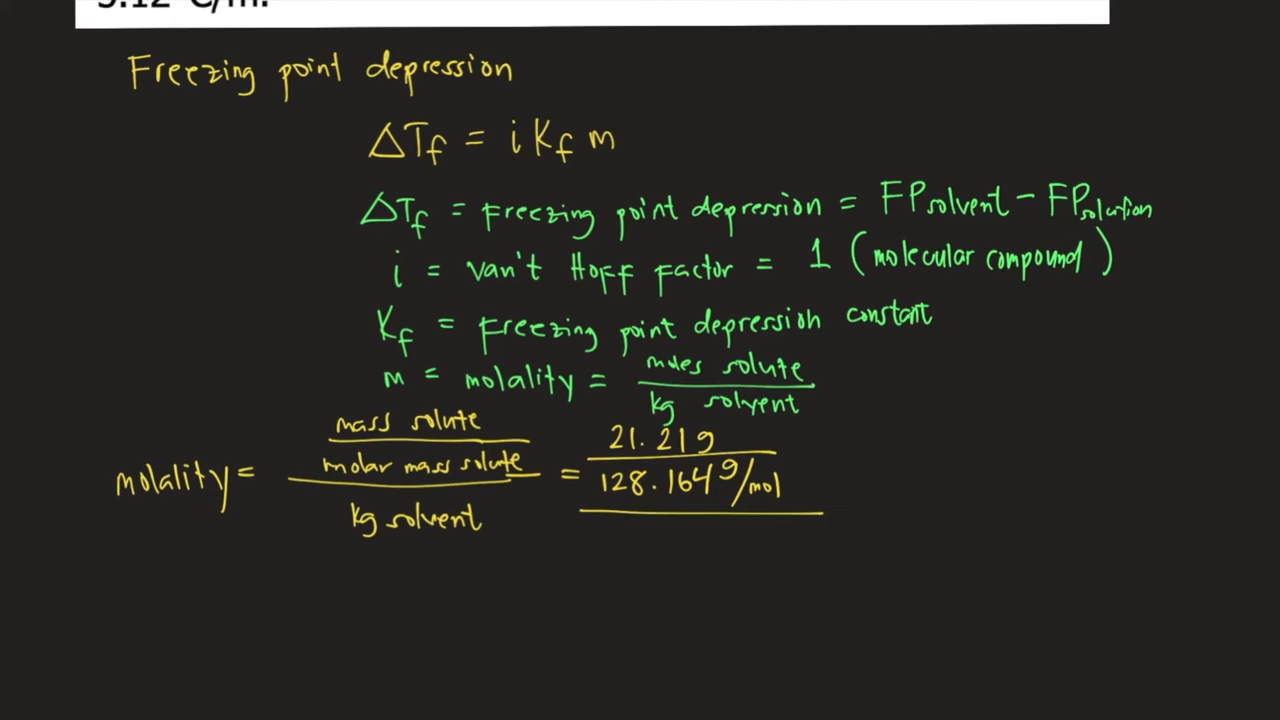 Freezing point depression
ΔTf = i Kf m
ΔTf = freezing point depression = FPsolvent - FPsolution
i = van't Hoff factor = 1 (molecular compound)
Kf = freezing point depression constant
m = molality = moles solute / kg solvent
molality = mass solute / molar mass solute / kg solvent = 21.21g / 128.164 g/mol